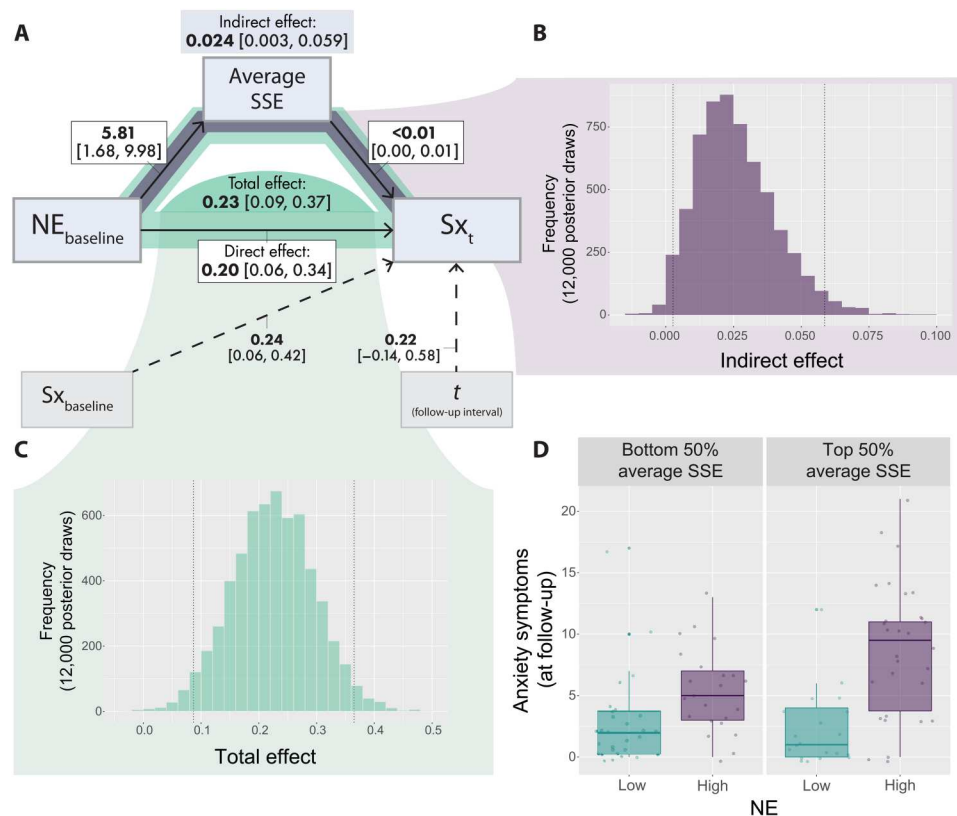 A
Indirect effect:
0.024 [0.003, 0.059]
Average
SSE
5.81
[1.68, 9.98]
<0.01
[0.00, 0.01]
Total effect:
0.23 [0.09, 0.37]
NEbaseline
Sxt
Direct effect:
0.20 [0.06, 0.34]
0.24
[0.06, 0.42]
0.22
[−0.14, 0.58]
Sxbaseline
t
(follow-up interval)
B
Frequency
(12,000 posterior draws)
750
500
250
0
0.000 0.025 0.050 0.075 0.100
Indirect effect
C
Frequency
(12,000 posterior draws)
600
400
200
0
0.0 0.1 0.2 0.3 0.4 0.5
Total effect
D
Bottom 50%
average SSE
Top 50%
average SSE
Anxiety symptoms
(at follow-up)
20
15
10
5
0
Low High Low High
NE